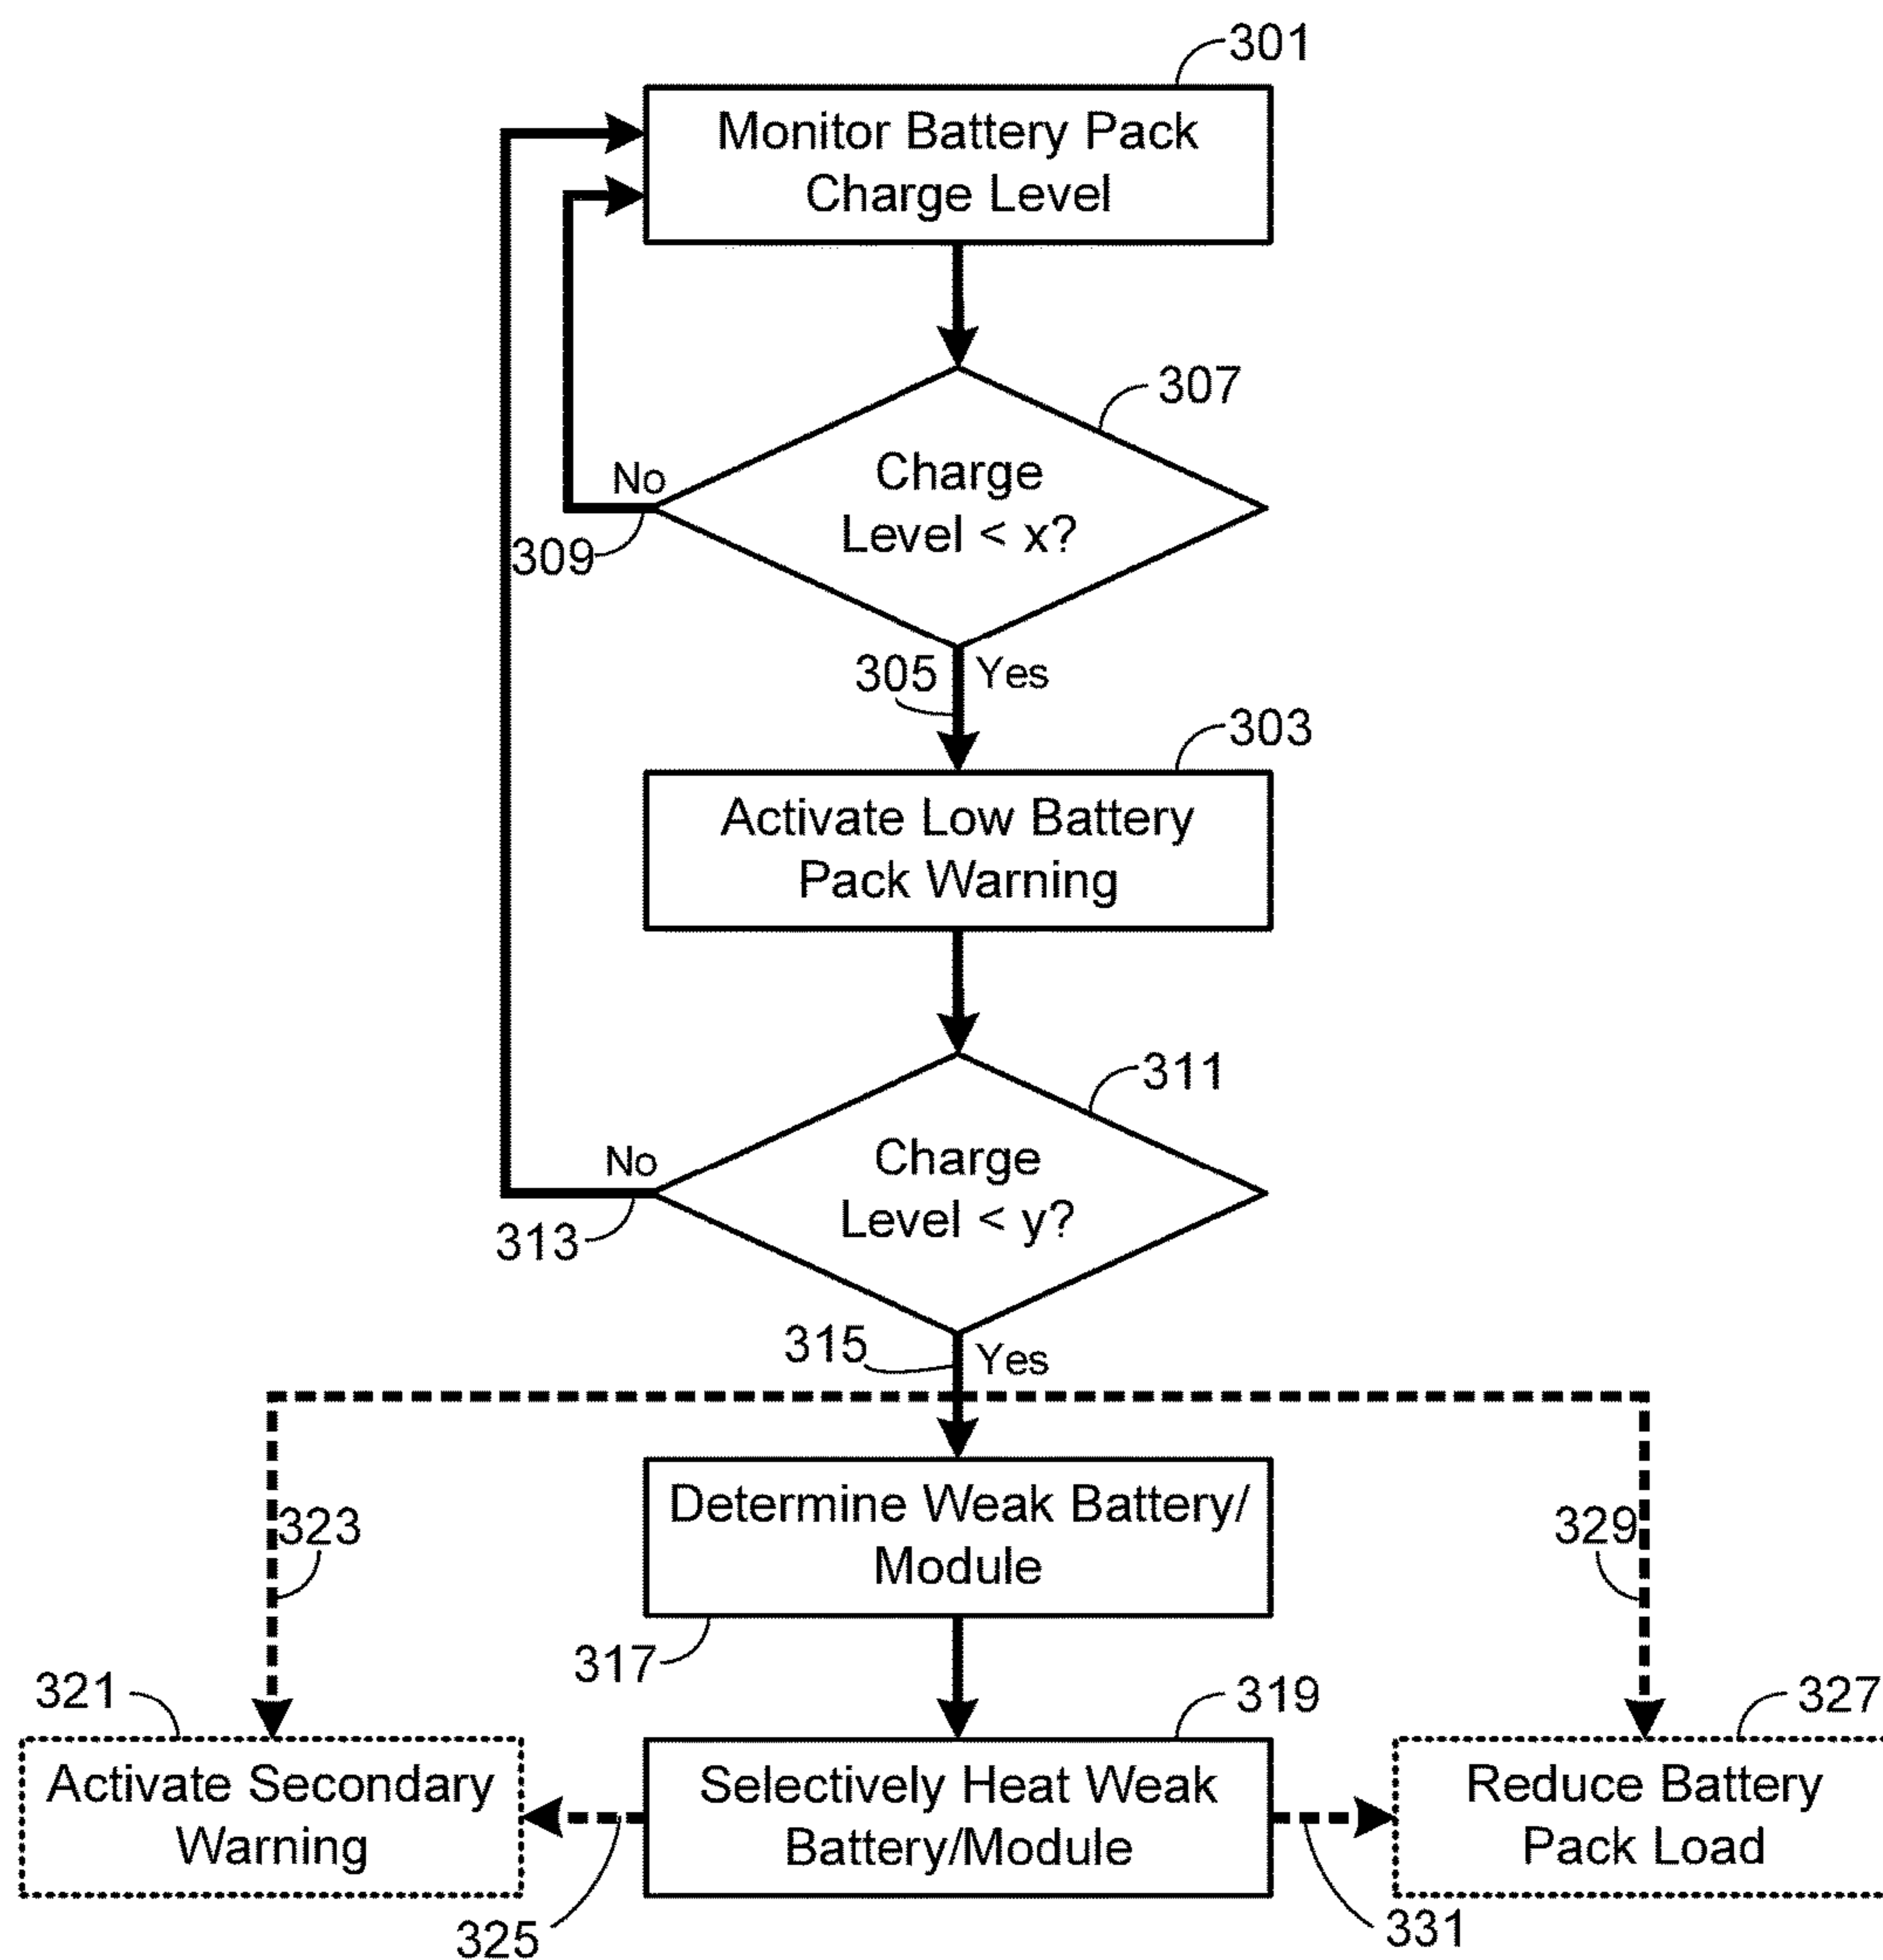 301
Monitor Battery Pack
Charge Level
307
Charge
Level < x?
No
309
305
Yes
303
Activate Low Battery
Pack Warning
311
Charge
Level < y?
No
313
315
Yes
323
329
Determine Weak Battery/
Module
317
321
319
327
Activate Secondary
Warning
Selectively Heat Weak
Battery/Module
Reduce Battery
Pack Load
325
331